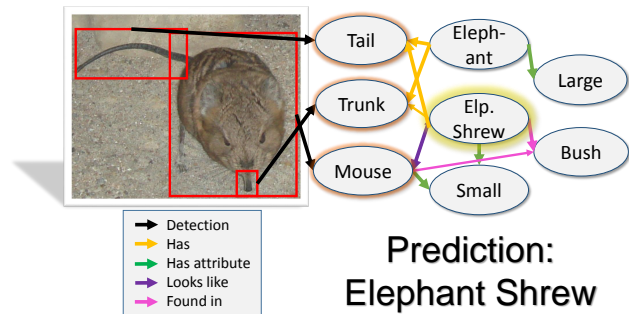 Tail
Eleph-
ant
Large
Trunk
Elp.
Shrew
Bush
Mouse
Small
Detection
Has
Has attribute
Looks like
Found in
Prediction:
Elephant Shrew